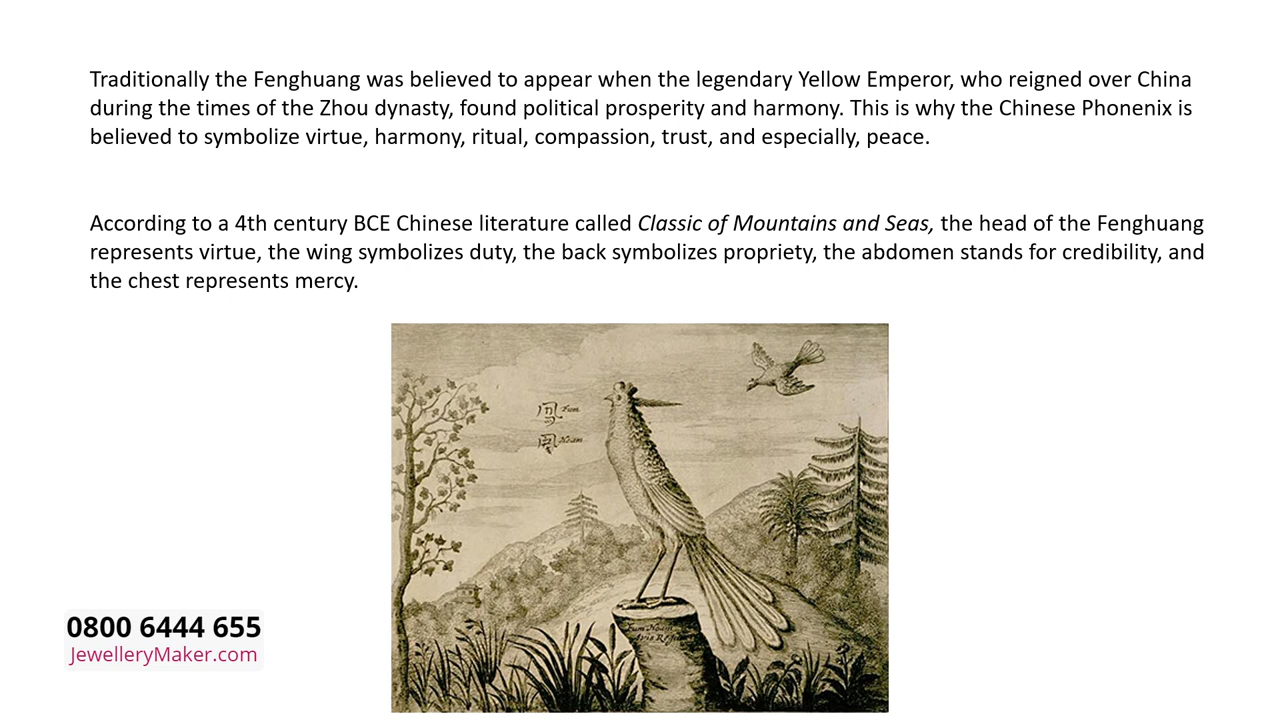 Traditionally the Fenghuang was believed to appear when the legendary Yellow Emperor, who reigned over China
during the times of the Zhou dynasty, found political prosperity and harmony. This is why the Chinese Phonenix is
believed to symbolize virtue, harmony, ritual, compassion, trust, and especially, peace.
According to a 4th century BCE Chinese literature called Classic of Mountains and Seas, the head of the Fenghuang
represents virtue, the wing symbolizes duty, the back symbolizes propriety, the abdomen stands for credibility, and
the chest represents mercy.
Fum
Hoam
0800 6444 655
JewelleryMaker.com